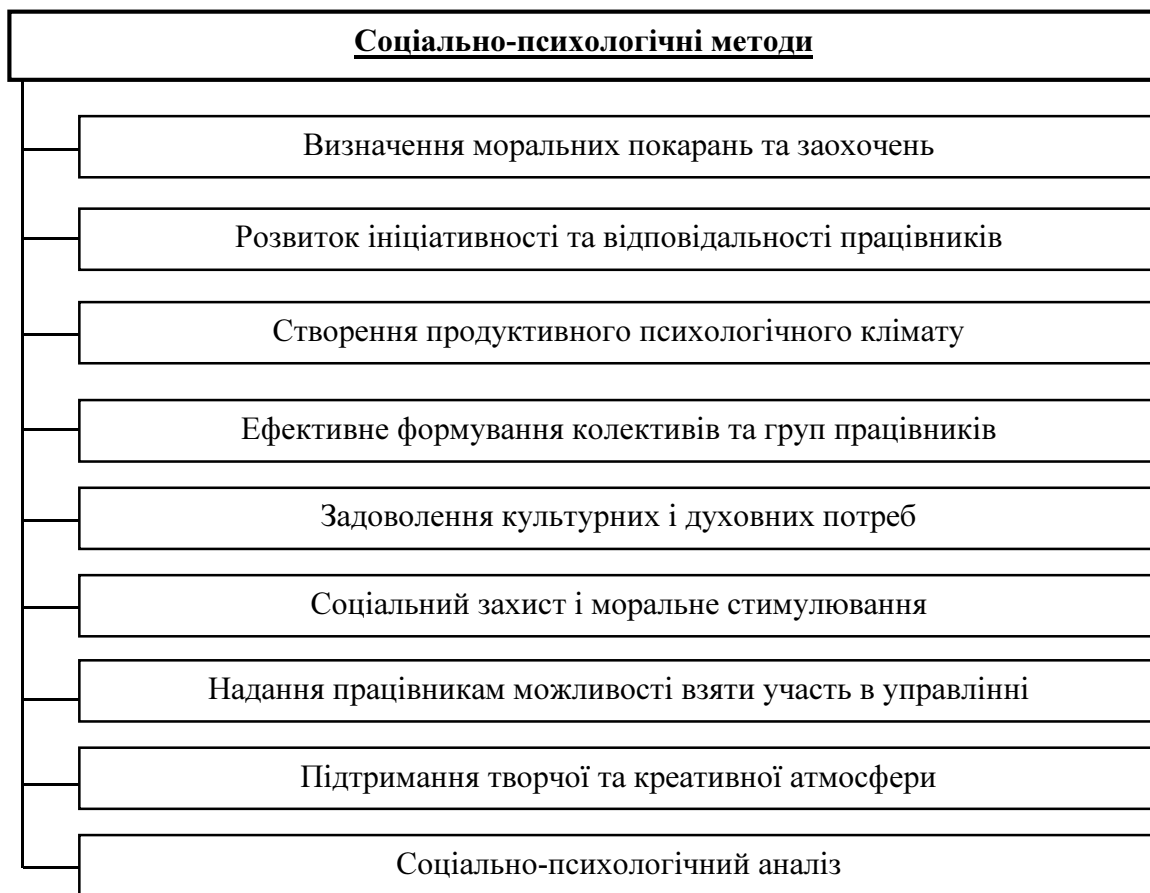 Соціально-психологічні методи
Визначення моральних покарань та заохочень
Розвиток ініціативності та відповідальності працівників
Створення продуктивного психологічного клімату
Ефективне формування колективів та груп працівників
Задоволення культурних і духовних потреб
Соціальний захист і моральне стимулювання
Надання працівникам можливості взяти участь в управлінні
Підтримання творчої та креативної атмосфери
Соціально-психологічний аналіз